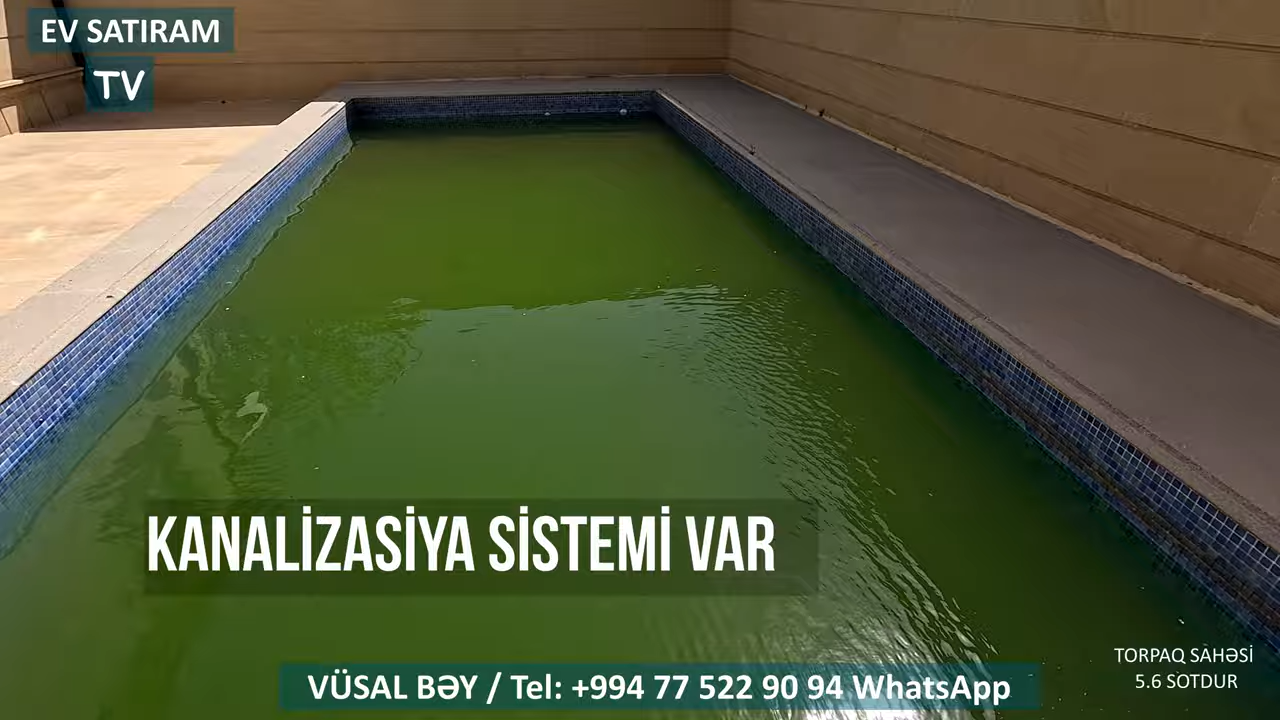 EV SATIRAM
TV
KANALİZASİYA SİSTEMİ VAR
TORPAQ SAHƏSİ
5.6 SOTDUR
VÜSAL BƏY / Tel: +994 77 522 90 94 WhatsApp